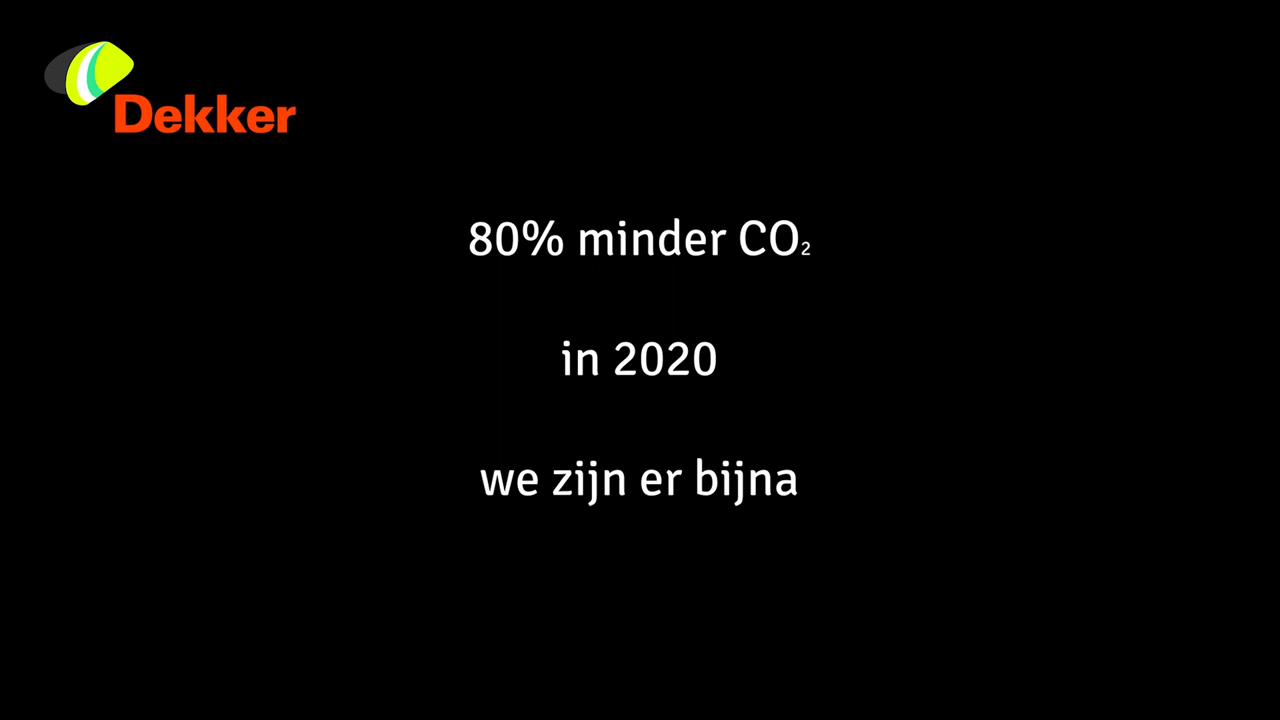 Dekker
80% minder CO₂
in 2020
we zijn er bijna